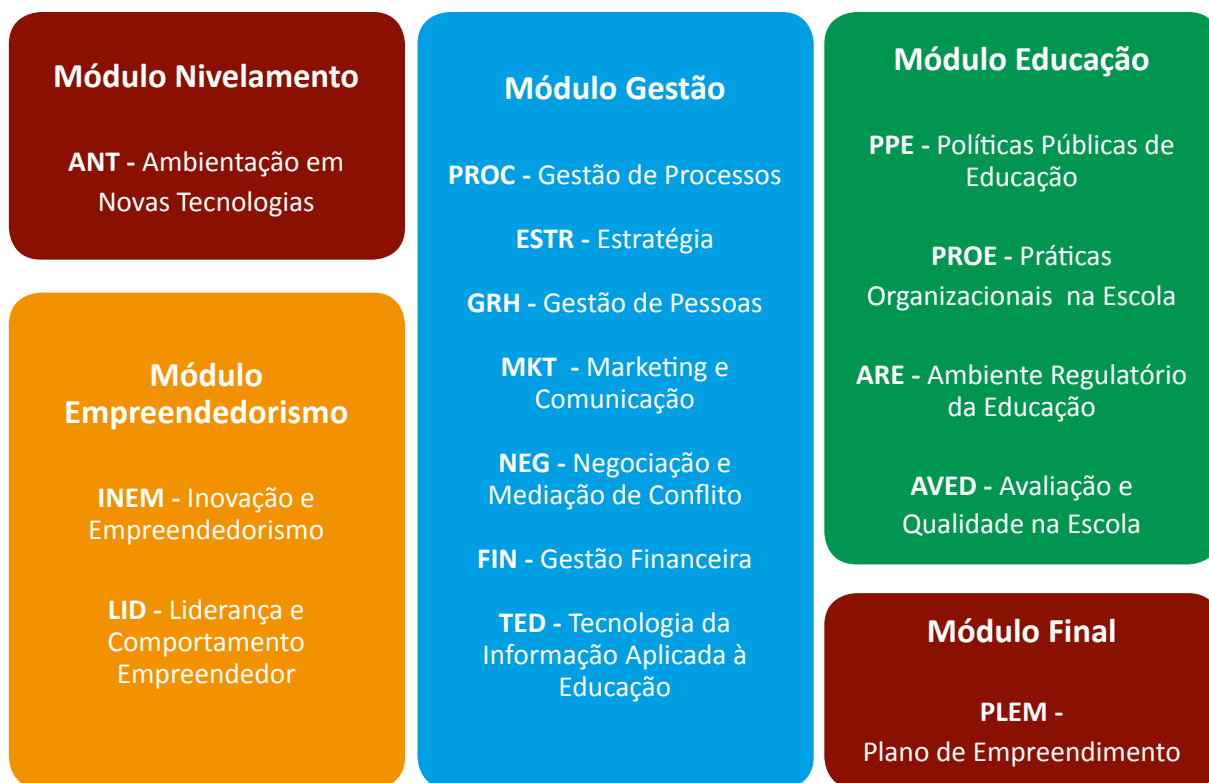 Módulo Nivelamento
ANT - Ambientação em
Novas Tecnologias
Módulo
Empreendedorismo
INEM - Inovação e
Empreendedorismo
LID - Liderança e
Comportamento
Empreendedor
Módulo Gestão
PROC - Gestão de Processos
ESTR - Estratégia
GRH - Gestão de Pessoas
MKT - Marketing e
Comunicação
NEG - Negociação e
Mediação de Conflito
FIN - Gestão Financeira
TED - Tecnologia da
Informação Aplicada à
Educação
Módulo Educação
PPE - Políticas Públicas de
Educação
PROE - Práticas
Organizacionais na Escola
ARE - Ambiente Regulatório
da Educação
AVED - Avaliação e
Qualidade na Escola
Módulo Final
PLEM -
Plano de Empreendimento